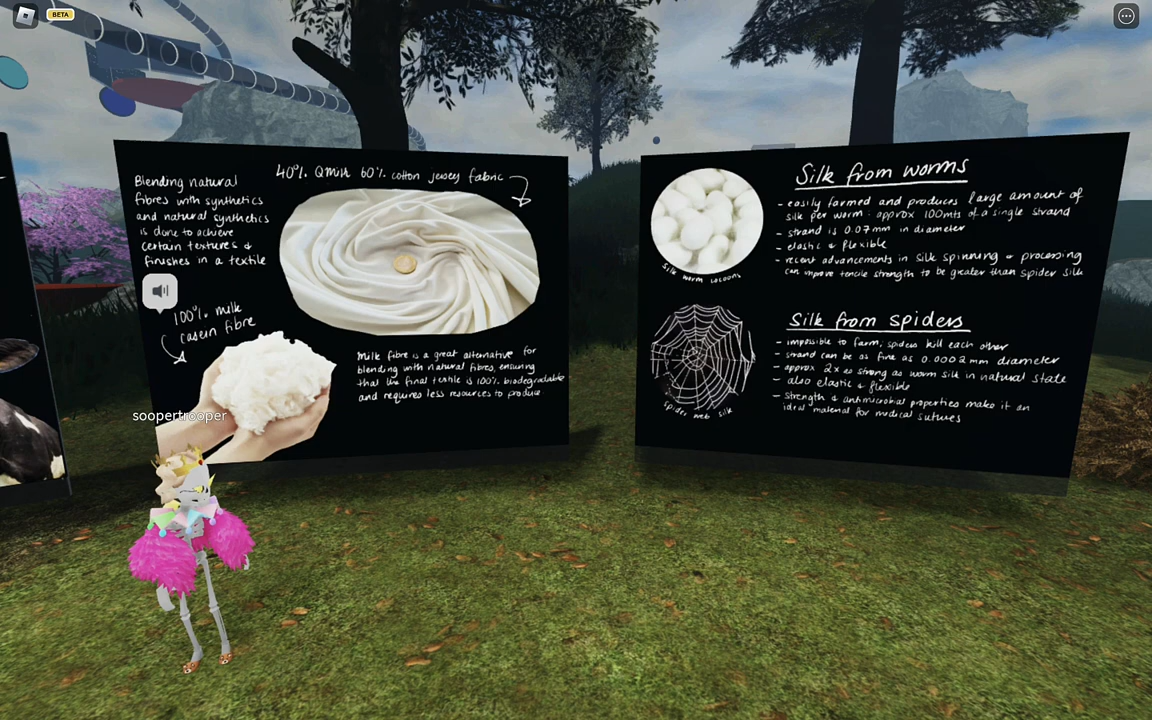 BETA
Blending natural
fibres with synthetics
and natural synthetics
is done to achieve
certain textures &
finishes in a textile
40% Qmilk 60% cotton jersey fabric
100% milk
casein fibre
Milk fibre is a great alternative for
blending with natural fibres, ensuring
that the final textile is 100% biodegradable
and requires less resources to produce
soopertrooper
Silk from worms
- easily farmed and produces large amount of
silk per worm : approx 100mts of a single strand
- strand is 0.07mm in diameter
- elastic & flexible
- recent advancements in silk spinning & processing
can improve tencile strength to be greater than spider silk
Silk worm cocoons
Silk from spiders
- impossible to farm, spiders kill each other
- strand can be as fine as 0.0002mm diameter
- approx 2x as strong as worm silk in natural state
- also elastic & flexible
- strength & antimicrobial properties make it an
ideal material for medical sutures
spider web silk